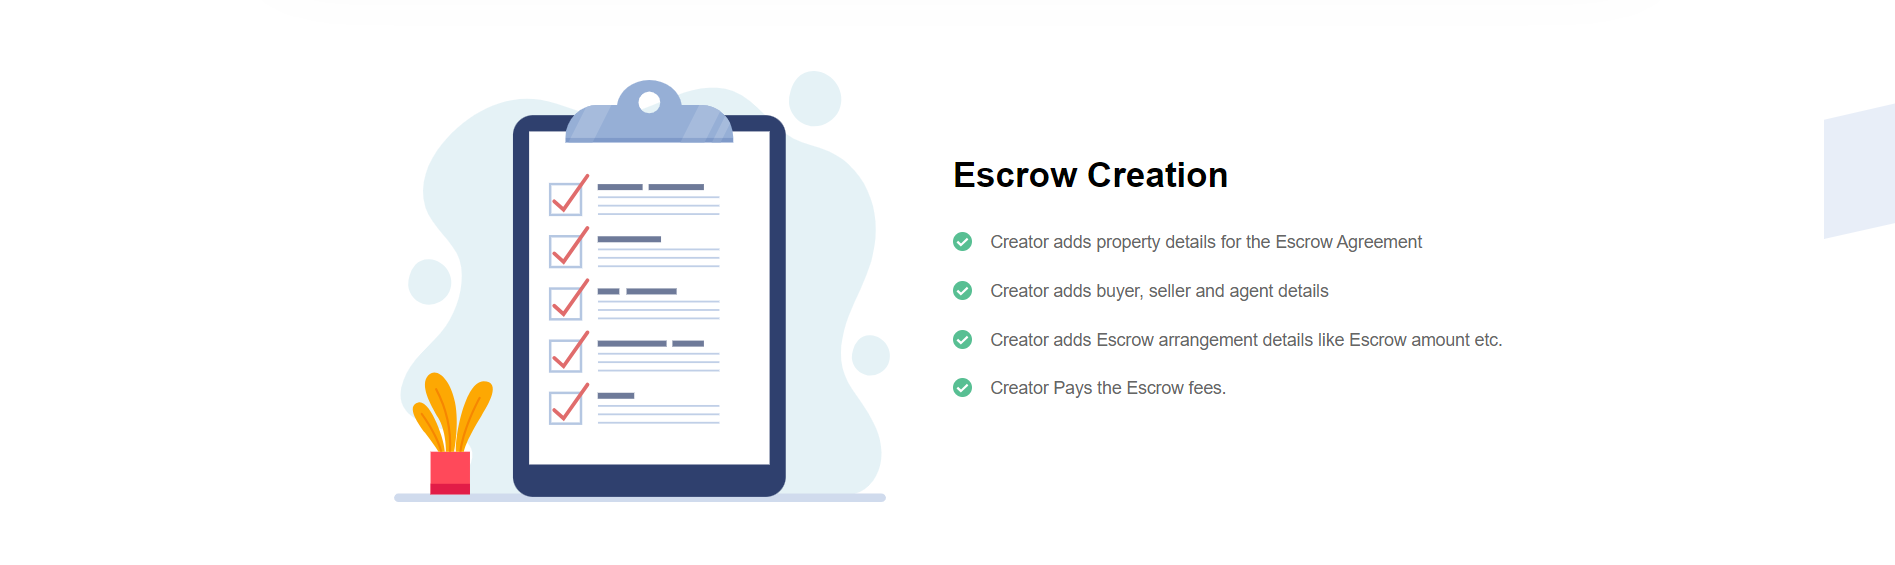 Escrow Creation
Creator adds property details for the Escrow Agreement
Creator adds buyer, seller and agent details
Creator adds Escrow arrangement details like Escrow amount etc.
Creator Pays the Escrow fees.